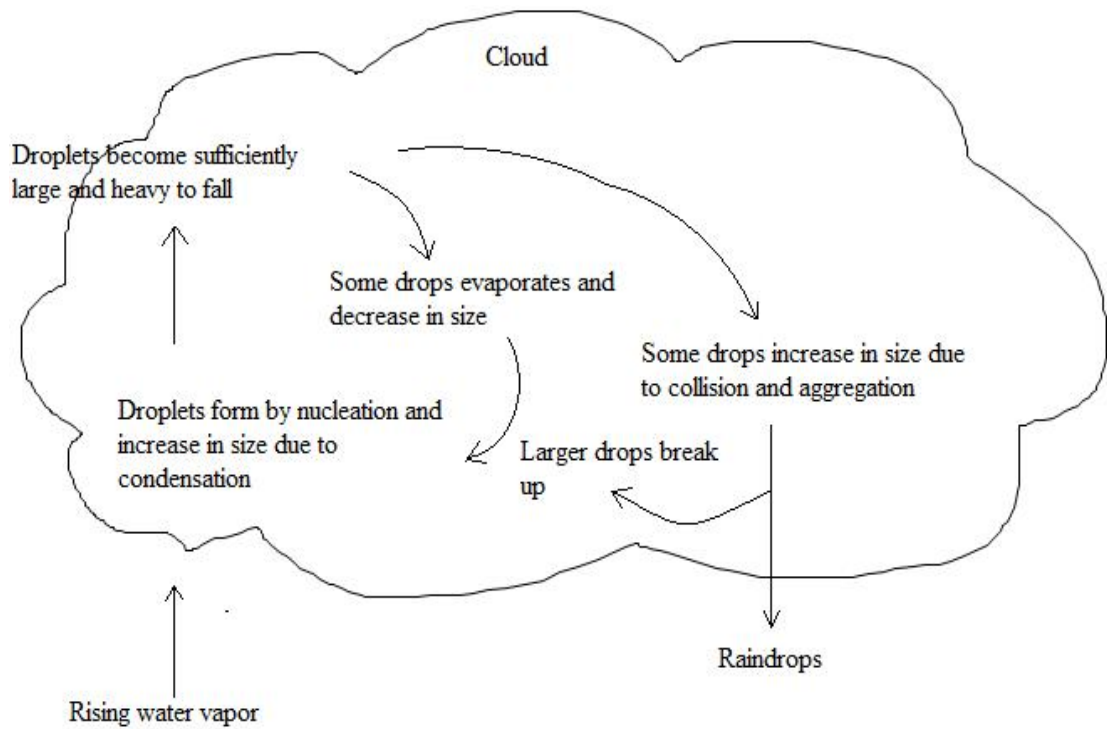 Cloud
Droplets become sufficiently
large and heavy to fall
Some drops evaporates and
decrease in size
Some drops increase in size due
to collision and aggregation
Droplets form by nucleation and
increase in size due to
condensation
Larger drops break
up
Raindrops
Rising water vapor